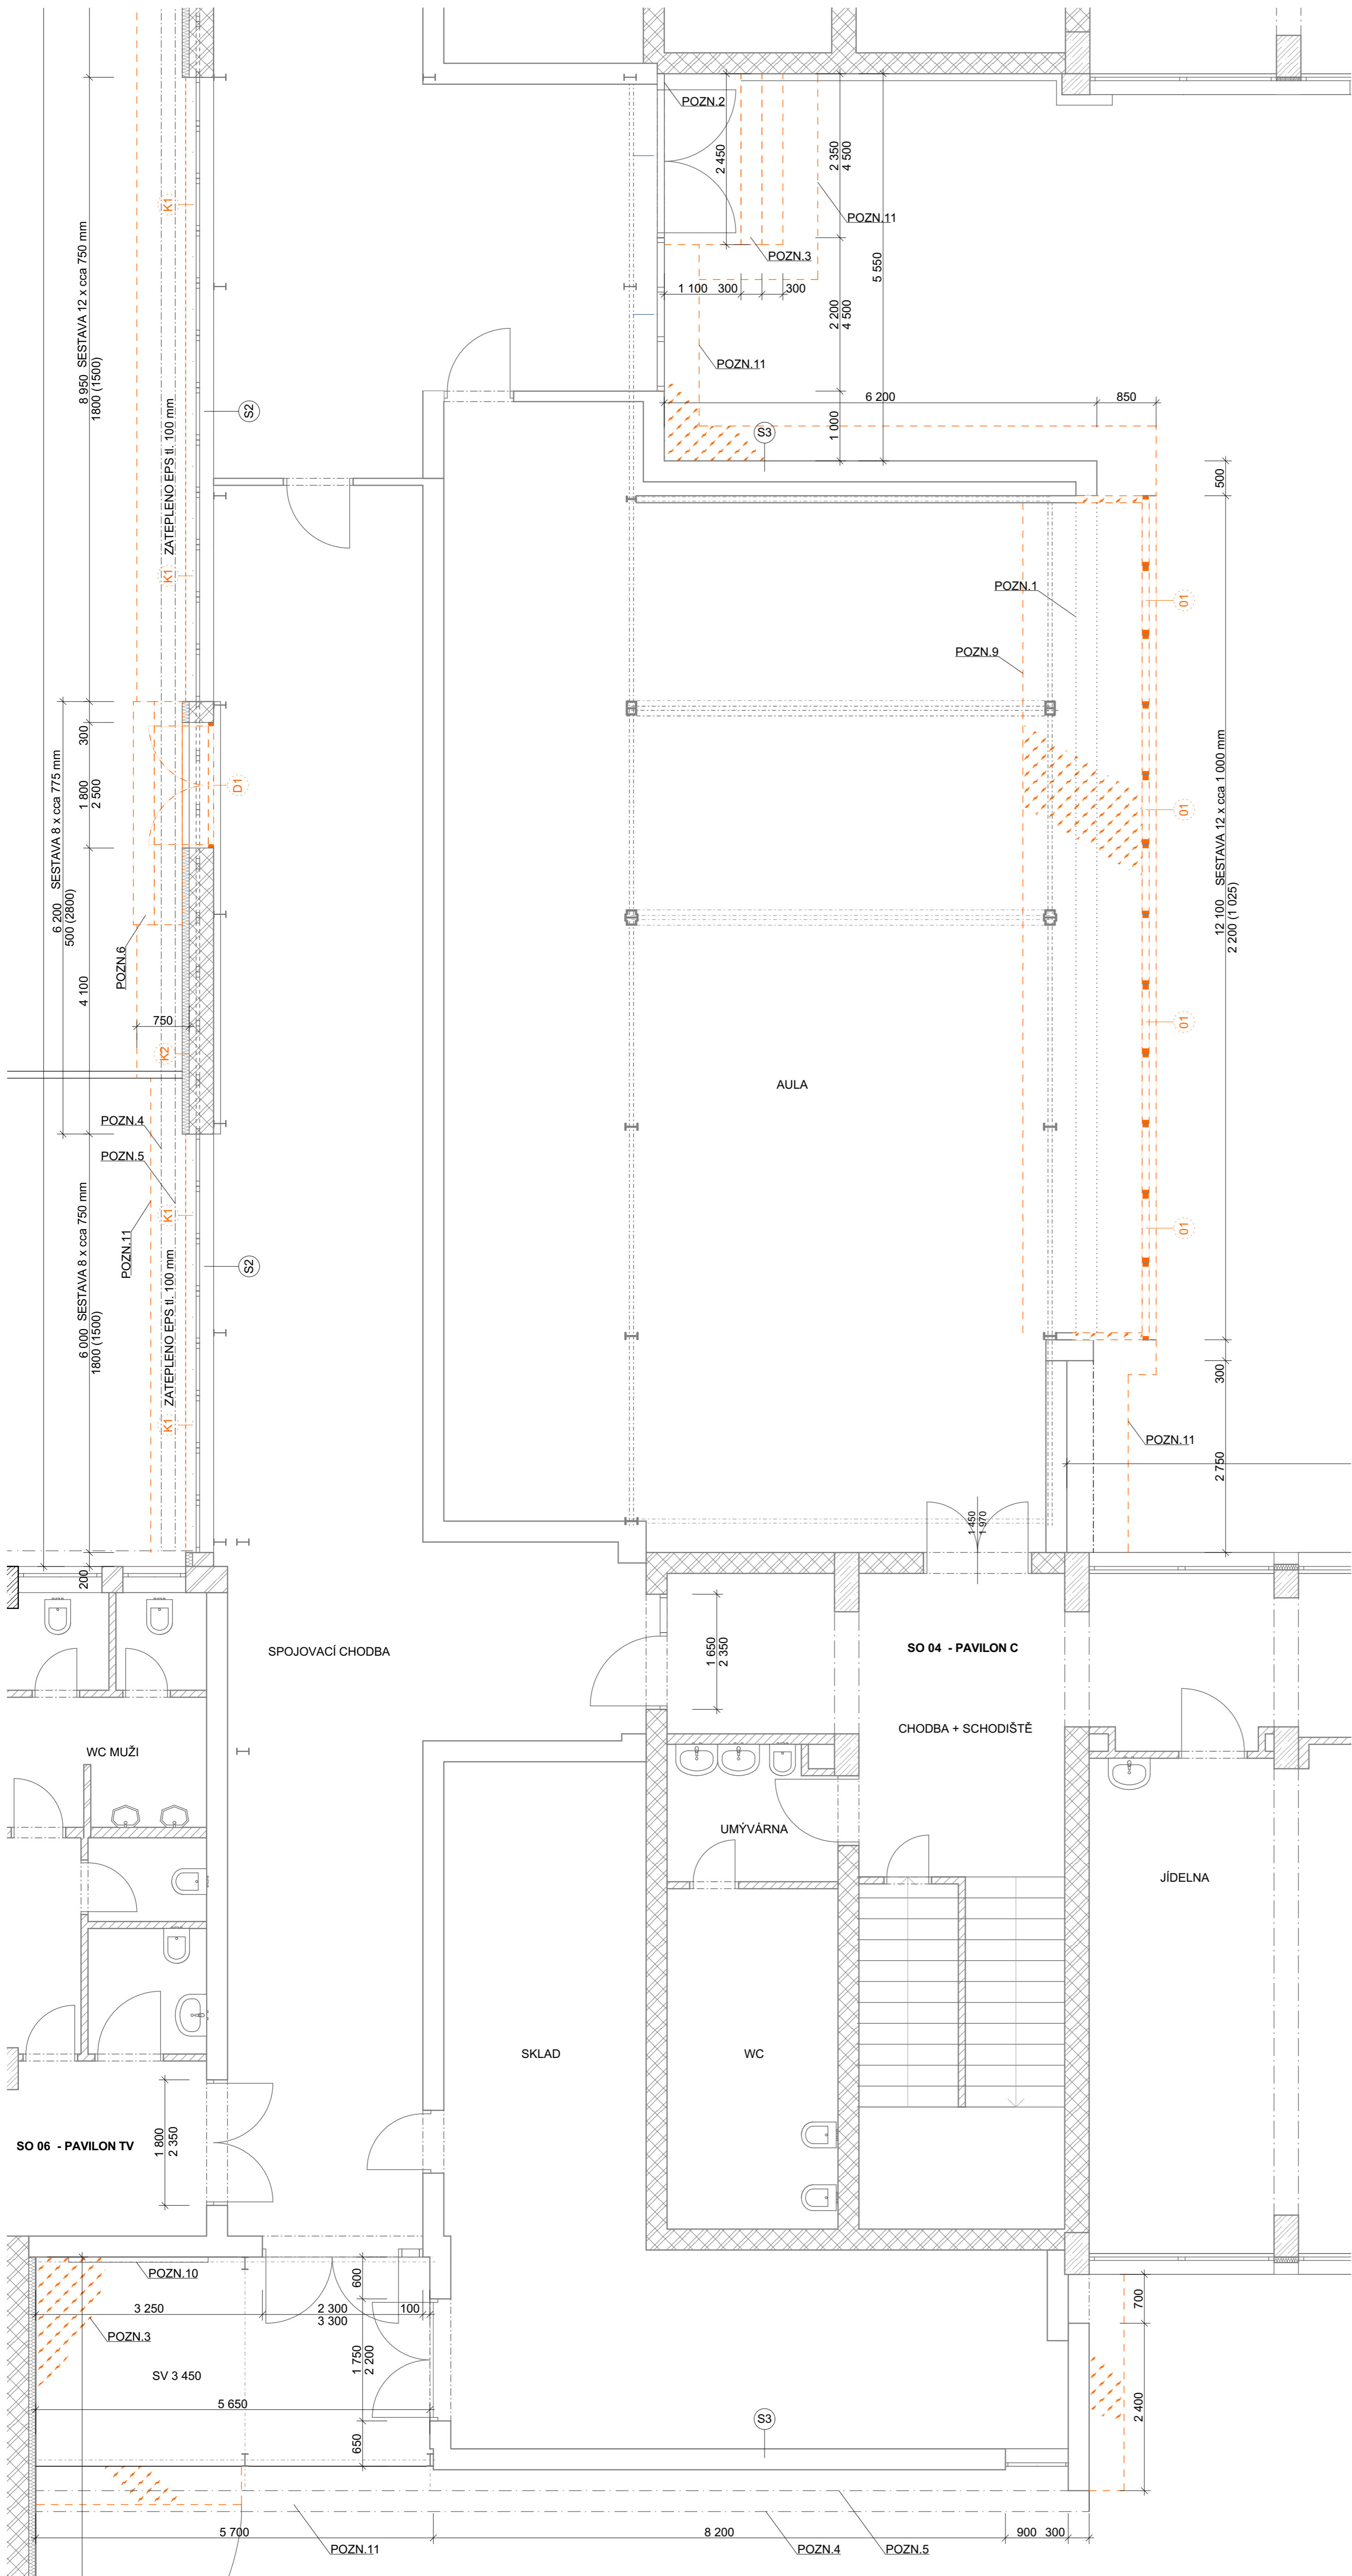 POZN.2
2 450
2 350
4 500
POZN.11
POZN.3
5 550
1 100
300
300
2 200
4 500
POZN.11
K1
8 950 SESTAVA 12 x cca 750 mm
1800 (1500)
ZATEPLENO EPS tl. 100 mm
S2
6 200
850
1 000
S3
500
K1
POZN.1
01
POZN.9
300
6 200 SESTAVA 8 x cca 775 mm
500 (2800)
1 800
2 500
D1
01
12 100 SESTAVA 12 x cca 1 000 mm
2 200 (1 025)
POZN.6
4 100
750
K2
01
AULA
POZN.4
POZN.5
K1
6 000 SESTAVA 8 x cca 750 mm
1800 (1500)
POZN.11
ZATEPLENO EPS tl. 100 mm
S2
01
300
K1
POZN.11
2 750
1 450
1 970
200
SPOJOVACÍ CHODBA
1 650
2 350
SO 04 - PAVILON C
CHODBA + SCHODIŠTĚ
WC MUŽI
UMÝVÁRNA
JÍDELNA
SKLAD
WC
SO 06 - PAVILON TV
1 800
2 350
POZN.10
600
700
3 250
2 300
3 300
100
POZN.3
1 750
2 200
SV 3 450
5 650
S3
2 400
650
5 700
8 200
900
300
POZN.11
POZN.4
POZN.5